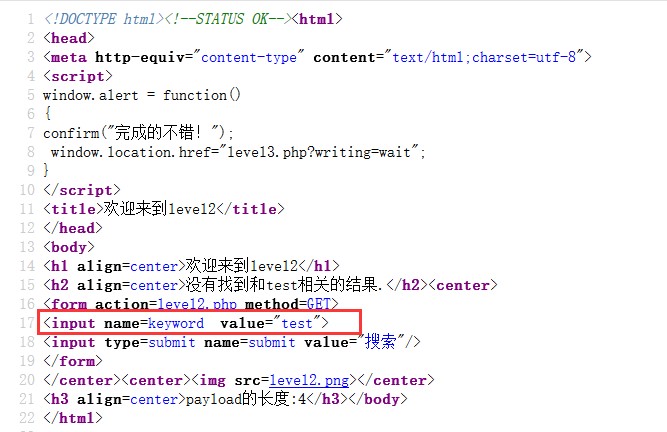 1 <!DOCTYPE html><!--STATUS OK--><html>
2 <head>
3 <meta http-equiv="content-type" content="text/html;charset=utf-8">
4 <script>
5 window.alert = function()
6 {
7 confirm("完成的不错！");
8  window.location.href="level3.php?writing=wait";
9 }
10 </script>
11 <title>欢迎来到level2</title>
12 </head>
13 <body>
14 <h1 align=center>欢迎来到level2</h1>
15 <h2 align=center>没有找到和test相关的结果.</h2><center>
16 <form action=level2.php method=GET>
17 <input name=keyword  value="test">
18 <input type=submit name=submit value="搜索"/>
19 </form>
20 </center><center><img src=level2.png></center>
21 <h3 align=center>payload的长度:4</h3></body>
22 </html>